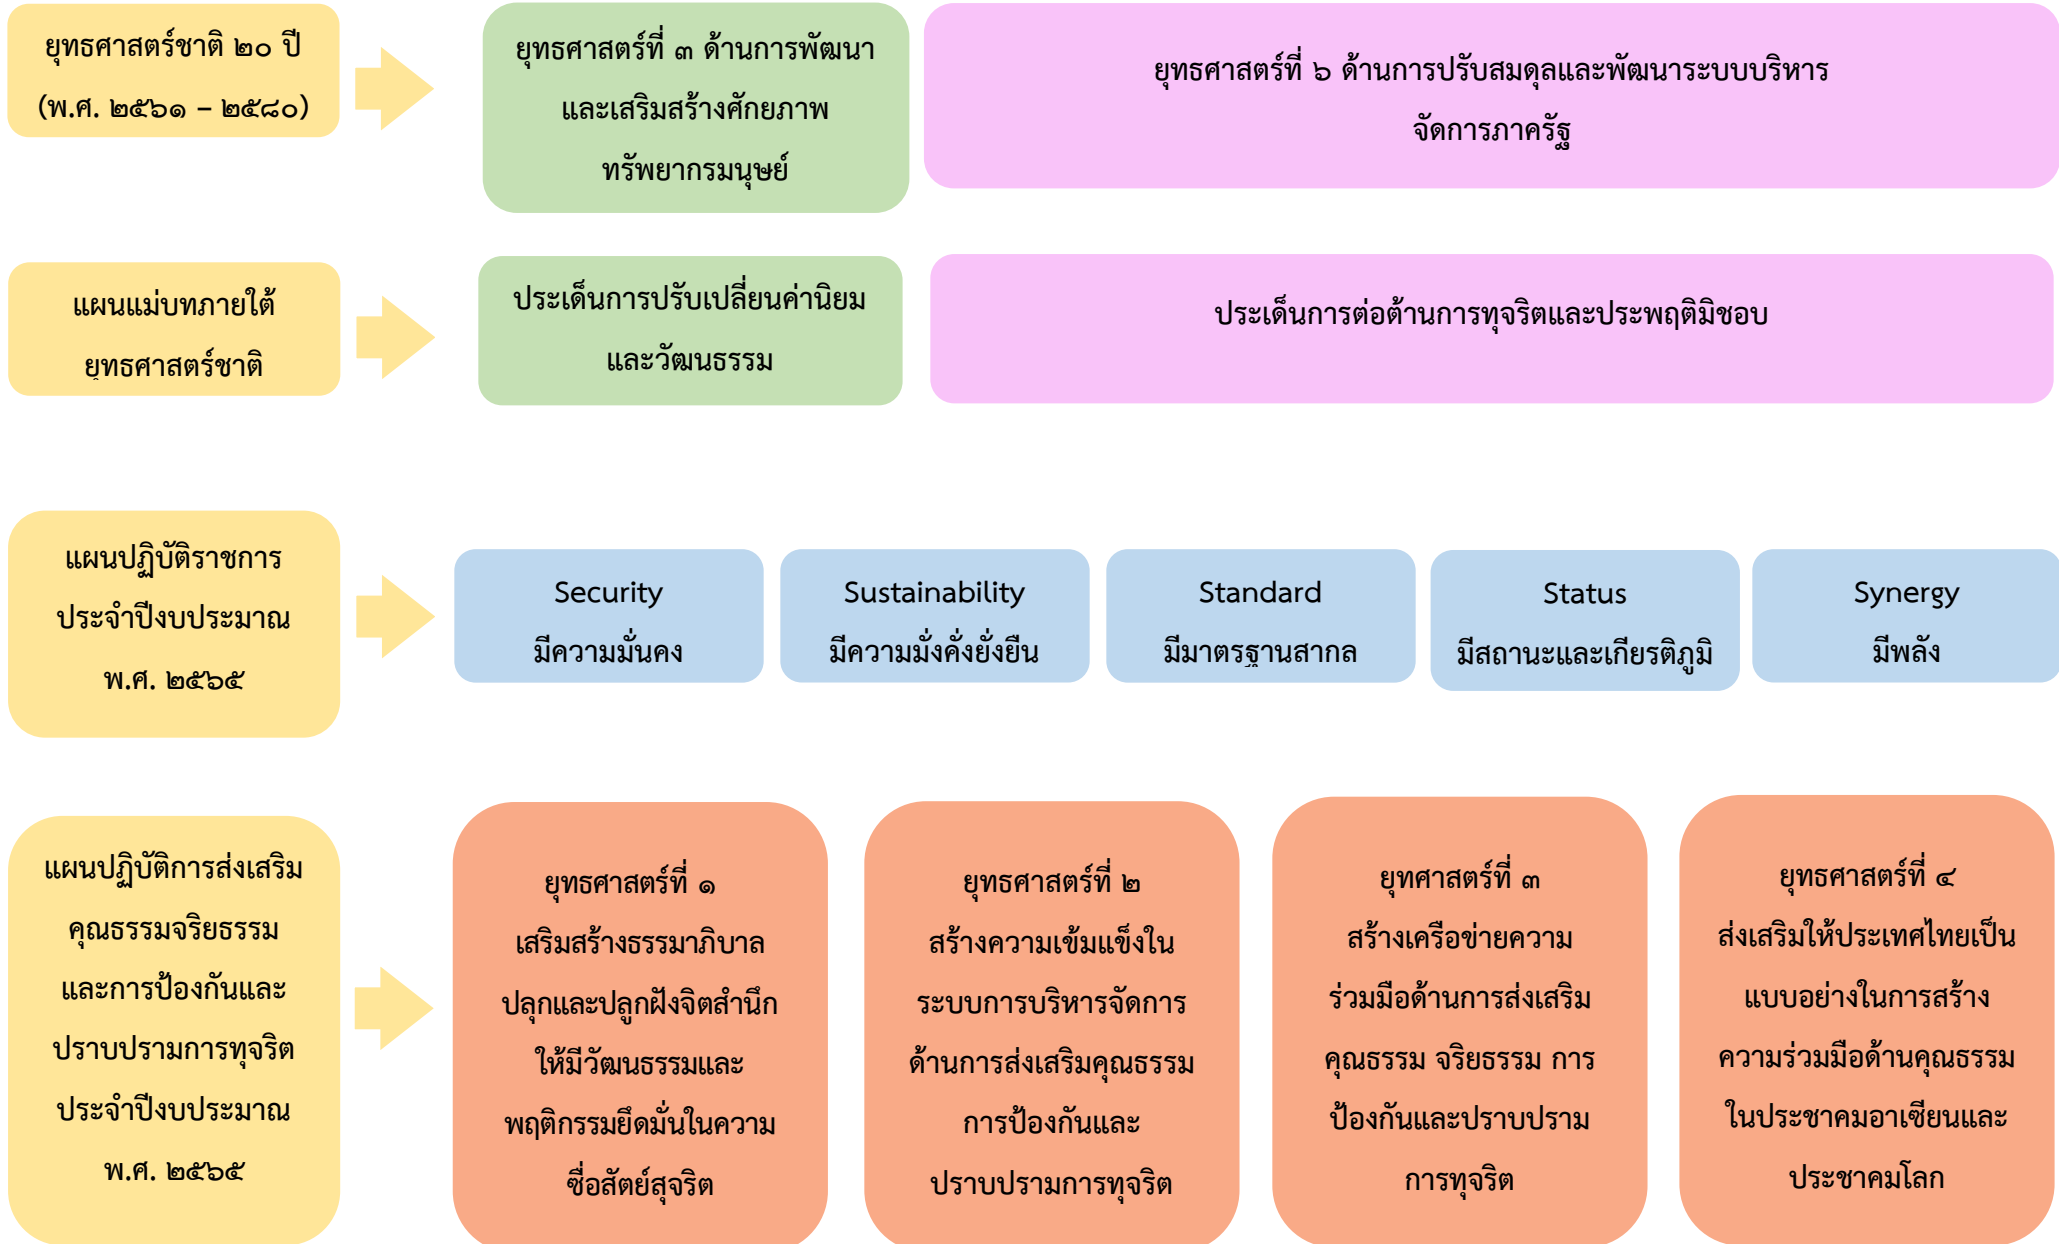 ยุทธศาสตร์ชาติ ๒๐ ปี
(พ.ศ. ๒๕๖๑ – ๒๕๘๐)
ยุทธศาสตร์ที่ ๓ ด้านการพัฒนา
และเสริมสร้างศักยภาพ
ทรัพยากรมนุษย์
ยุทธศาสตร์ที่ ๖ ด้านการปรับสมดุลและพัฒนาระบบบริหาร
จัดการภาครัฐ
แผนแม่บทภายใต้
ยุทธศาสตร์ชาติ
ประเด็นการปรับเปลี่ยนค่านิยม
และวัฒนธรรม
ประเด็นการต่อต้านการทุจริตและประพฤติมิชอบ
แผนปฏิบัติราชการ
ประจำปีงบประมาณ
พ.ศ. ๒๕๖๕
Security
มีความมั่นคง
Sustainability
มีความมั่งคั่งยั่งยืน
Standard
มีมาตรฐานสากล
Status
มีสถานะและเกียรติภูมิ
Synergy
มีพลัง
แผนปฏิบัติการส่งเสริม
คุณธรรมจริยธรรม
และการป้องกันและ
ปราบปรามการทุจริต
ประจำปีงบประมาณ
พ.ศ. ๒๕๖๕
ยุทธศาสตร์ที่ ๑
เสริมสร้างธรรมาภิบาล
ปลุกและปลูกฝังจิตสำนึก
ให้มีวัฒนธรรมและ
พฤติกรรมยึดมั่นในความ
ซื่อสัตย์สุจริต
ยุทธศาสตร์ที่ ๒
สร้างความเข้มแข็งใน
ระบบการบริหารจัดการ
ด้านการส่งเสริมคุณธรรม
การป้องกันและ
ปราบปรามการทุจริต
ยุทศาสตร์ที่ ๓
สร้างเครือข่ายความ
ร่วมมือด้านการส่งเสริม
คุณธรรม จริยธรรม การ
ป้องกันและปราบปราม
การทุจริต
ยุทธศาสตร์ที่ ๔
ส่งเสริมให้ประเทศไทยเป็น
แบบอย่างในการสร้าง
ความร่วมมือด้านคุณธรรม
ในประชาคมอาเซียนและ
ประชาคมโลก